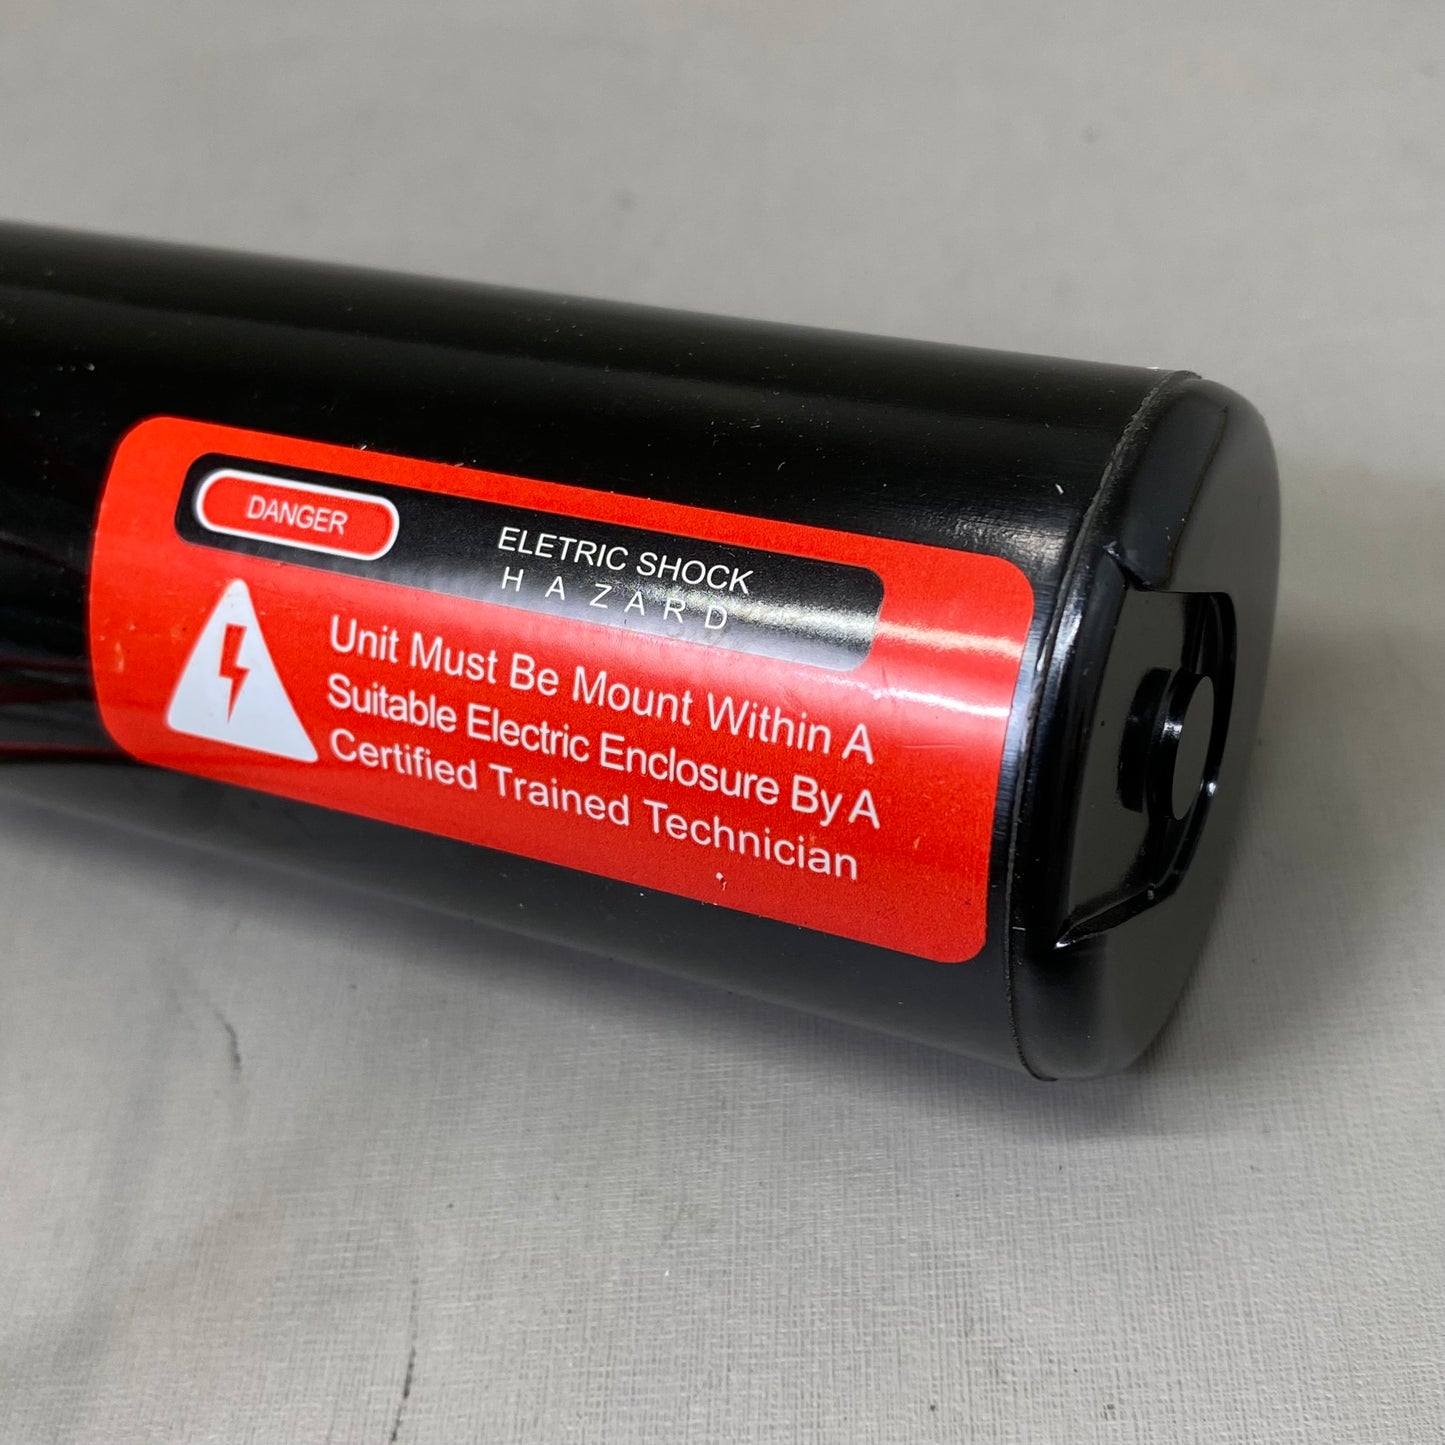 DANGER
ELETRIC SHOCK
HAZARD
Unit Must Be Mount Within A
Suitable Electric Enclosure By A
Certified Trained Technician